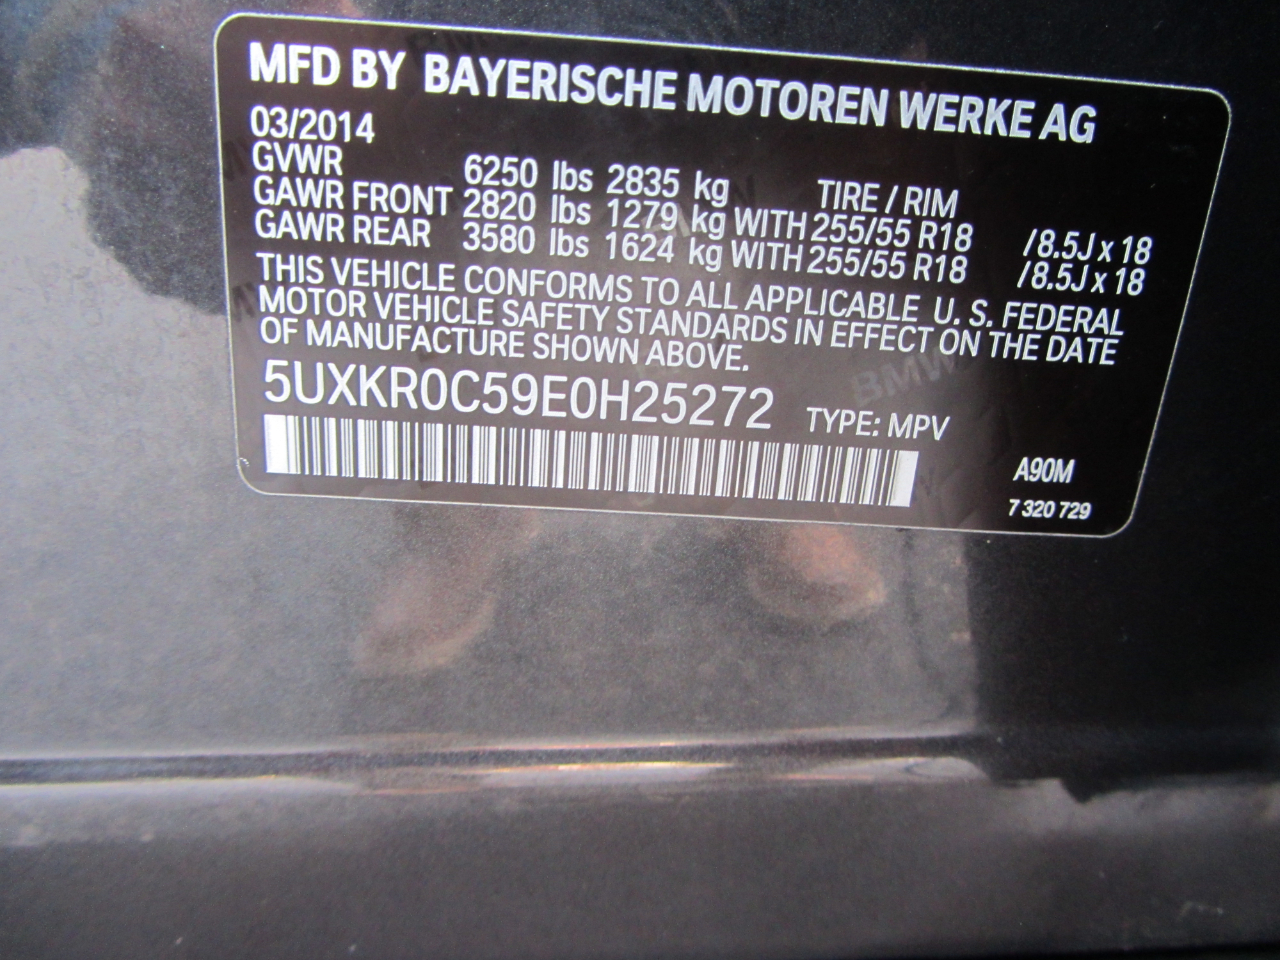 MFD BY BAYERISCHE MOTOREN WERKE AG
03/2014
GVWR 6250 lbs 2835 kg TIRE / RIM
GAWR FRONT 2820 lbs 1279 kg WITH 255/55 R18 /8.5J x 18
GAWR REAR 3580 lbs 1624 kg WITH 255/55 R18 /8.5J x 18
THIS VEHICLE CONFORMS TO ALL APPLICABLE U. S. FEDERAL
MOTOR VEHICLE SAFETY STANDARDS IN EFFECT ON THE DATE
OF MANUFACTURE SHOWN ABOVE.
5UXKR0C59E0H25272 TYPE: MPV
A90M
7 320 729
BMW